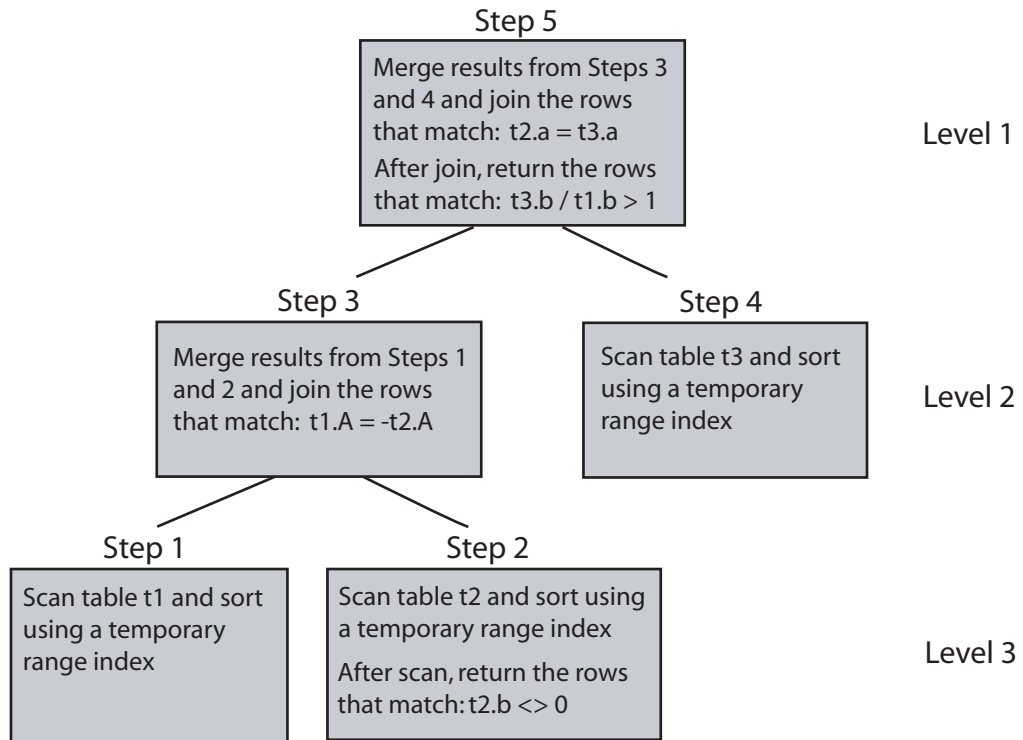 Step 5
Merge results from Steps 3
and 4 and join the rows
that match: t2.a = t3.a
After join, return the rows
that match: t3.b / t1.b > 1
Level 1
Step 3
Merge results from Steps 1
and 2 and join the rows
that match: t1.A = -t2.A
Step 4
Scan table t3 and sort
using a temporary
range index
Level 2
Step 1
Scan table t1 and sort
using a temporary
range index
Step 2
Scan table t2 and sort using
a temporary range index
After scan, return the rows
that match: t2.b <> 0
Level 3